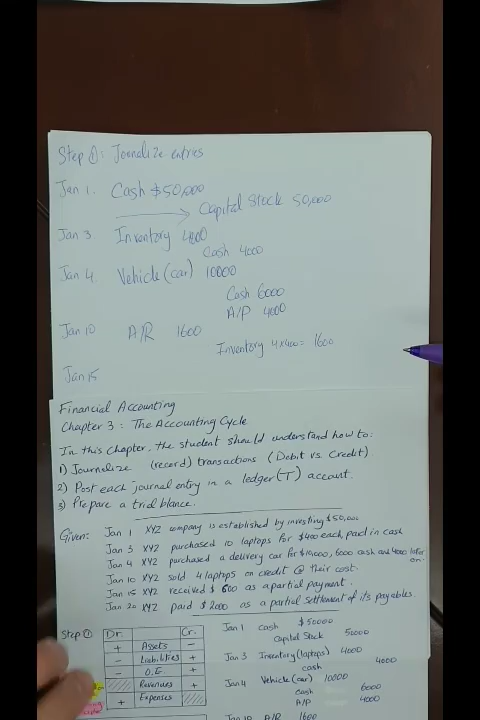 Step ①: Journalize entries
Jan 1. Cash $50,000
Capital Stock 50,000
Jan 3 Inventory 4000
Cash 4000
Jan 4 Vehicle (car) 10000
Cash 6000
A/P 4000
Jan 10 A/R 1600
Inventory 4x400= 1600
Jan 15
Financial Accounting
Chapter 3: The Accounting Cycle
In this Chapter, the student should understand how to:
1) Journalize (record) transactions (Debit vs. Credit).
2) Post each journal entry in a ledger (T) account.
3) Prepare a trial blance.
Given: Jan 1 XYZ company is established by investing $50,000
Jan 3 XYZ purchased 10 laptops for $400 each, paid in cash
Jan 4 XYZ purchased a delivery car for $10,000, 6000 cash and 4000 later on.
Jan 10 XYZ sold 4 laptops on credit @ their cost.
Jan 15 XYZ received $ 600 as a partial payment.
Jan 20 XYZ paid $ 2000 as a partial settlement of its payables.
Step ① Dr. Cr.
+ Assets -
- Liabilities +
- O.E +
Revenues +
+ Expenses
Jan 1 cash $ 50000
Capital Stock 50000
Jan 3 Inventory (laptops) 4000
cash 4000
Jan 4 Vehicle (car) 10000
cash 6000
A/P 4000
Jan 10 A/R 1600